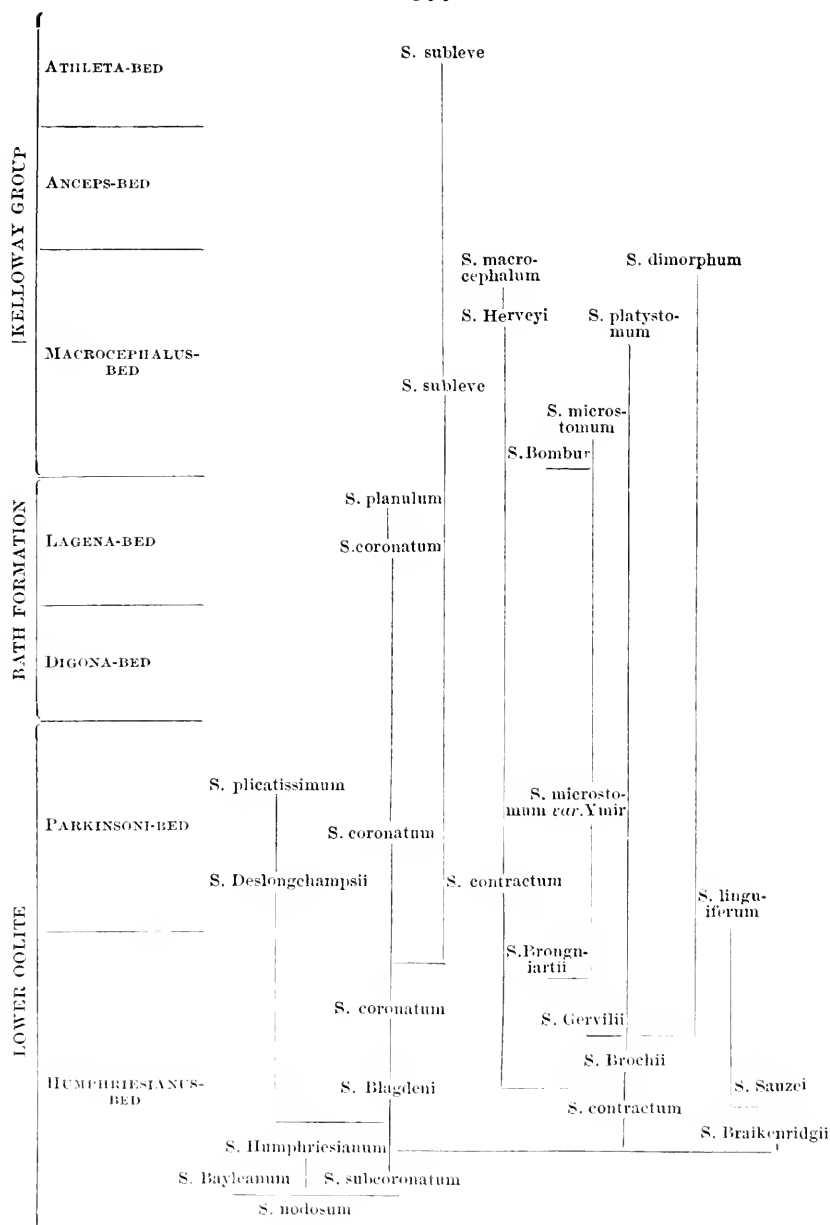 S. subleve
ATHLETA-BED
ANCEPS-BED
[KELLOWAY GROUP
S. macro-
cephalum
S. dimorphum
S. Herveyi
S. platysto-
mum
MACROCEPHALUS-
BED
S. subleve
S. micros-
tomum
S. Bombur
S. planulum
LAGENA-BED
S. coronatum
BATH FORMATION
DIGONA-BED
S. plicatissimum
S. microsto-
mum var. Ymir
PARKINSONI-BED
S. coronatum
S. Deslongchampsii
S. contractum
S. lingu-
iferum
LOWER OOLITE
S. Brongn-
iartii
S. coronatum
S. Gervilii
S. Brochii
HUMPHRIESIANUS-
BED
S. Blagdeni
S. Sauzei
S. contractum
S. Braikenridgii
S. Humphriesianum
S. Bayleanum
S. subcoronatum
S. nodosum